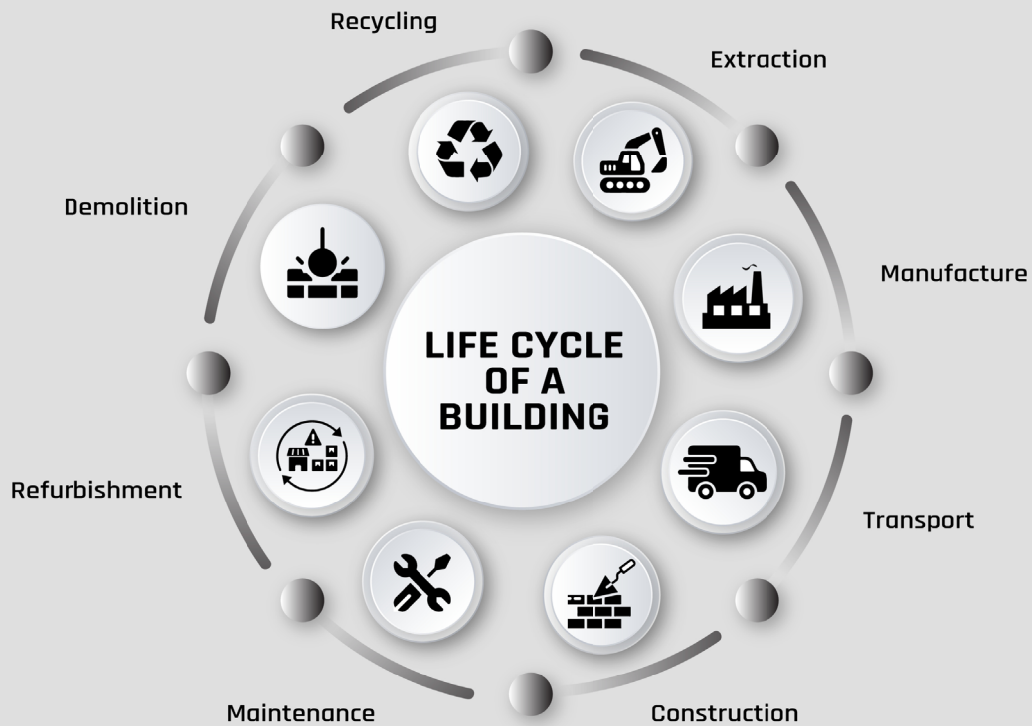 Recycling
Extraction
Demolition
Manufacture
LIFE CYCLE
OF A
BUILDING
Refurbishment
Transport
Maintenance
Construction